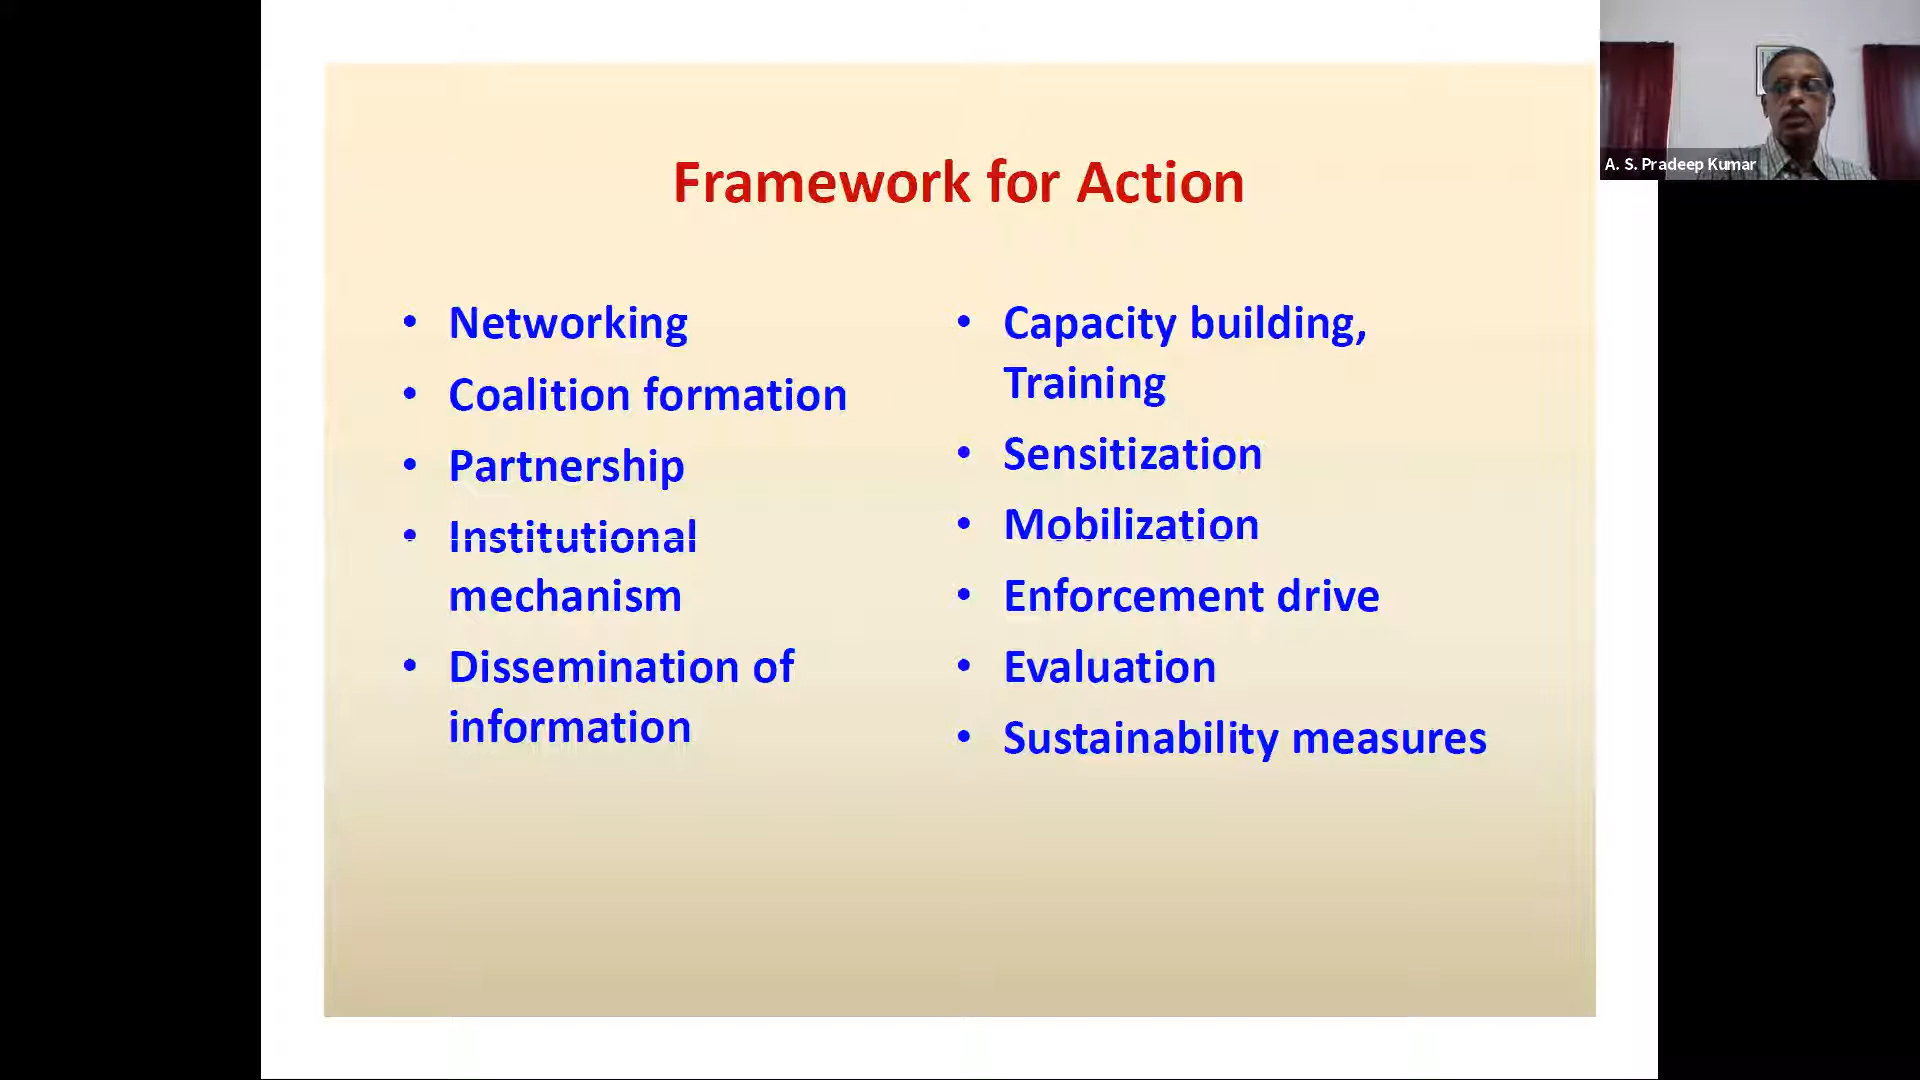 Framework for Action
• Networking
• Coalition formation
• Partnership
• Institutional
mechanism
• Dissemination of
information
• Capacity building,
Training
• Sensitization
• Mobilization
• Enforcement drive
• Evaluation
• Sustainability measures
A. S. Pradeep Kumar